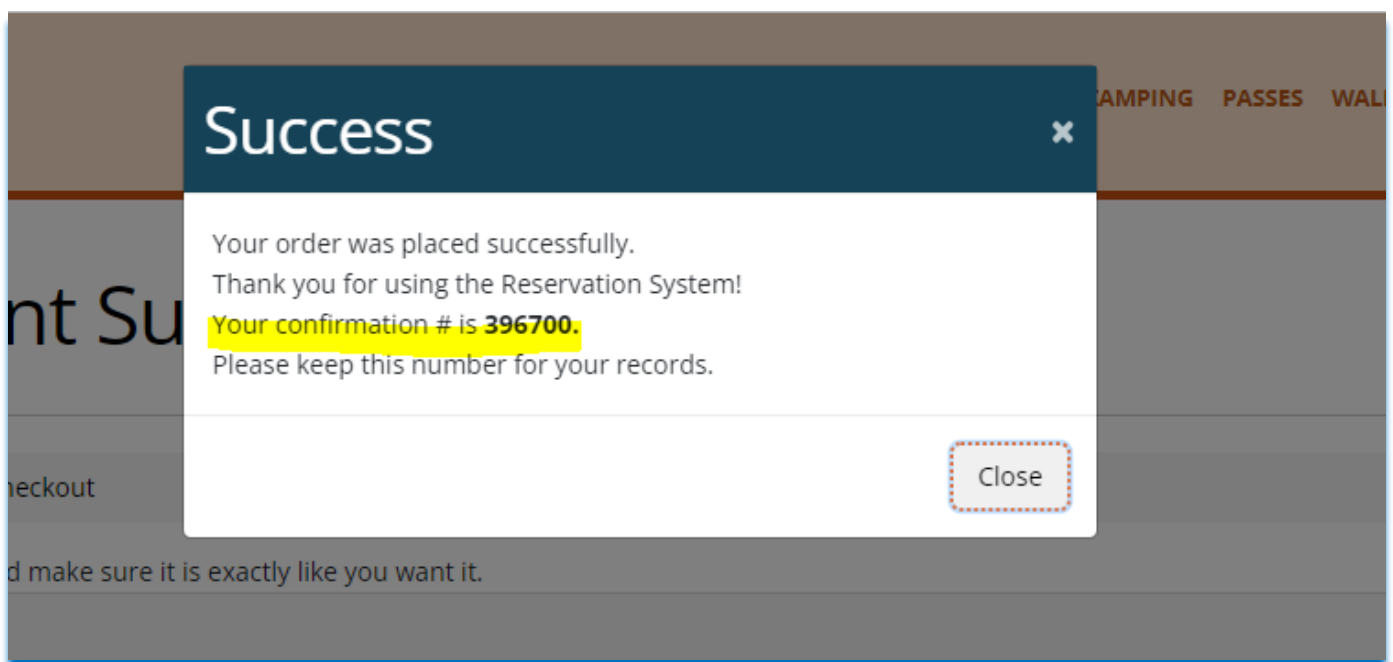 AMPING PASSES
Success
×
Your order was placed successfully.
Thank you for using the Reservation System!
nt Su
Your confirmation # is 396700.
Please keep this number for your records.
Close
heckout
d make sure it is exactly like you want it.